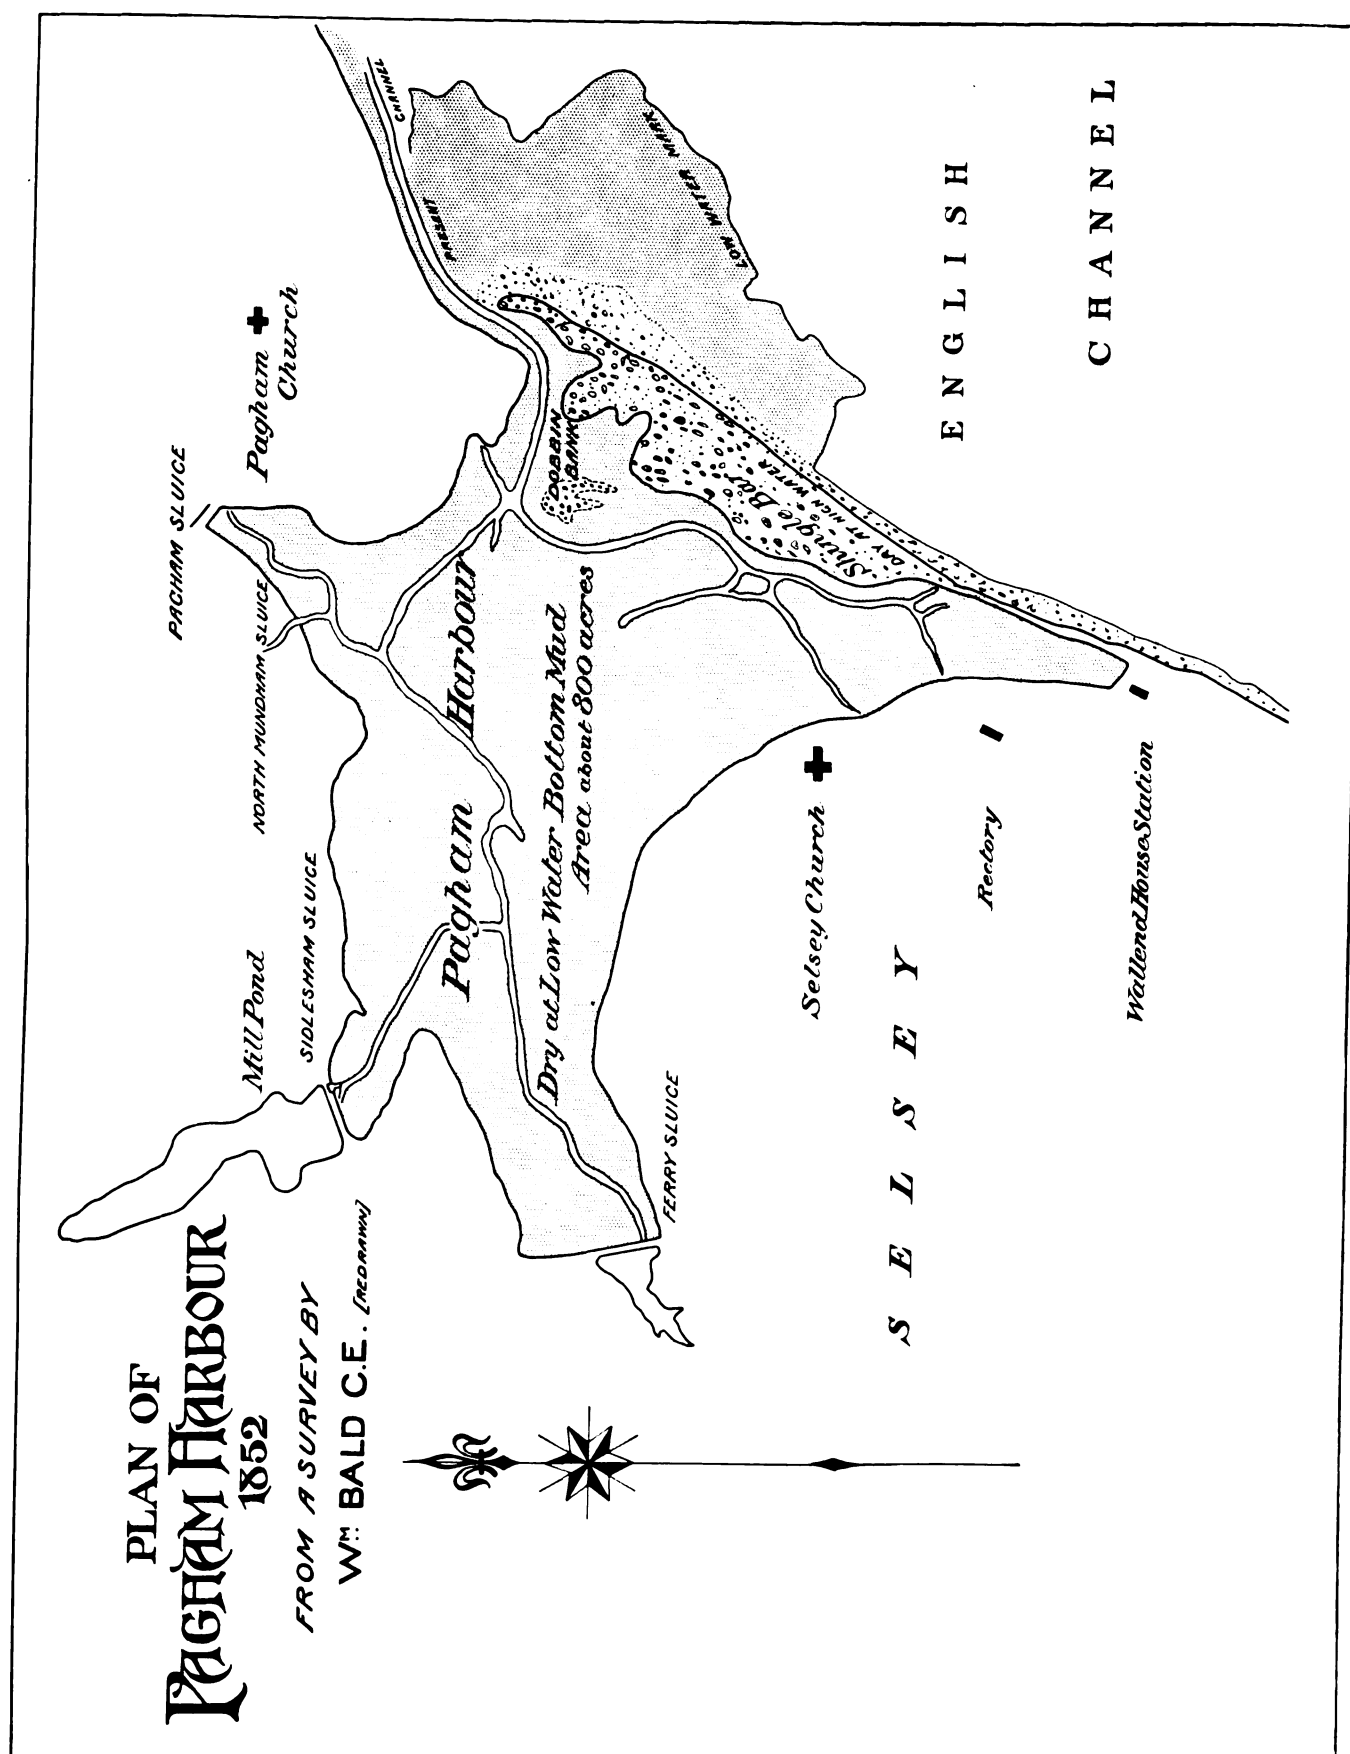 PLAN OF
PAGHAM HARBOUR
1852
FROM A SURVEY BY
Wᵐ: BALD C.E. [REDRAWN]
Mill Pond
SIDLESHAM SLUICE
NORTH MUNDHAM SLUICE
PAGHAM SLUICE
Pagham
Church
PRESENT CHANNEL
LOW WATER MARK
Pagham Harbour
Dry at Low Water Bottom Mud
Area about 800 acres
DOBBIN
BANK
Shingle Bar
DRY AT HIGH WATER
FERRY SLUICE
Selsey Church
Rectory
Wallend House Station
SELSEY
ENGLISH
CHANNEL